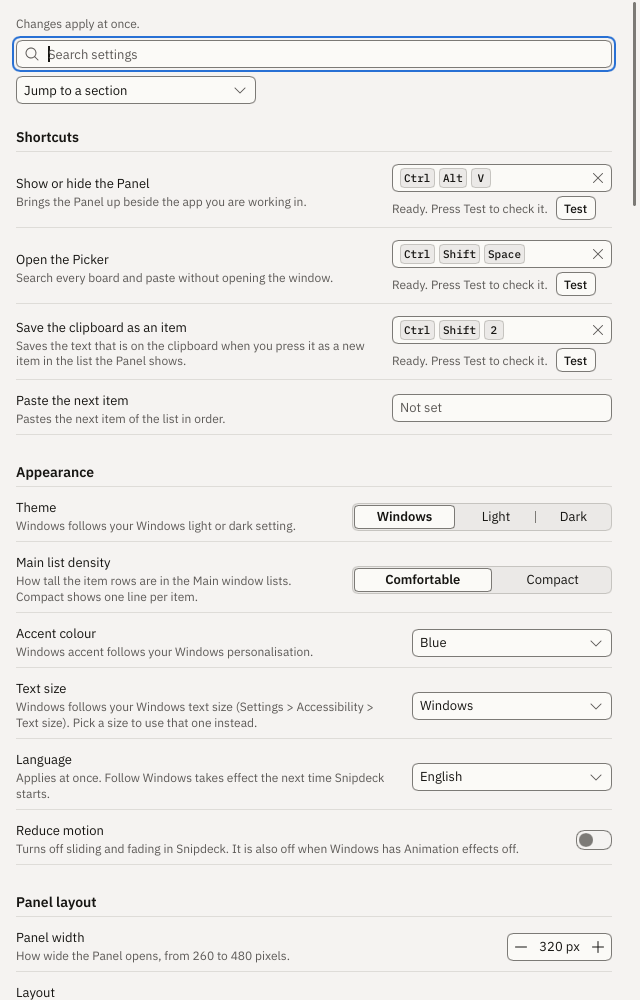 Changes apply at once.
Search settings
Jump to a section
Shortcuts
Show or hide the Panel
Brings the Panel up beside the app you are working in.
Ctrl Alt V
Ready. Press Test to check it. Test
Open the Picker
Search every board and paste without opening the window.
Ctrl Shift Space
Ready. Press Test to check it. Test
Save the clipboard as an item
Saves the text that is on the clipboard when you press it as a new
item in the list the Panel shows.
Ctrl Shift 2
Ready. Press Test to check it. Test
Paste the next item
Pastes the next item of the list in order.
Not set
Appearance
Theme
Windows follows your Windows light or dark setting.
Windows Light Dark
Main list density
How tall the item rows are in the Main window lists.
Compact shows one line per item.
Comfortable Compact
Accent colour
Windows accent follows your Windows personalisation.
Blue
Text size
Windows follows your Windows text size (Settings > Accessibility >
Text size). Pick a size to use that one instead.
Windows
Language
Applies at once. Follow Windows takes effect the next time Snipdeck
starts.
English
Reduce motion
Turns off sliding and fading in Snipdeck. It is also off when Windows has Animation effects off.
Panel layout
Panel width
How wide the Panel opens, from 260 to 480 pixels.
320 px
Layout